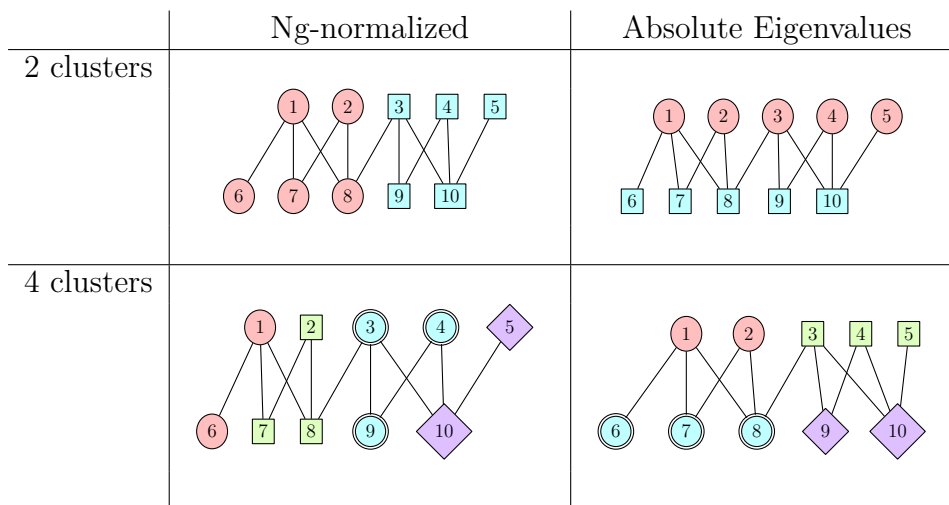 Ng-normalized Absolute Eigenvalues
2 clusters
1 2 3 4 5 1 2 3 4 5
6 7 8 9 10 6 7 8 9 10
4 clusters
1 2 3 4 5 1 2 3 4 5
6 7 8 9 10 6 7 8 9 10